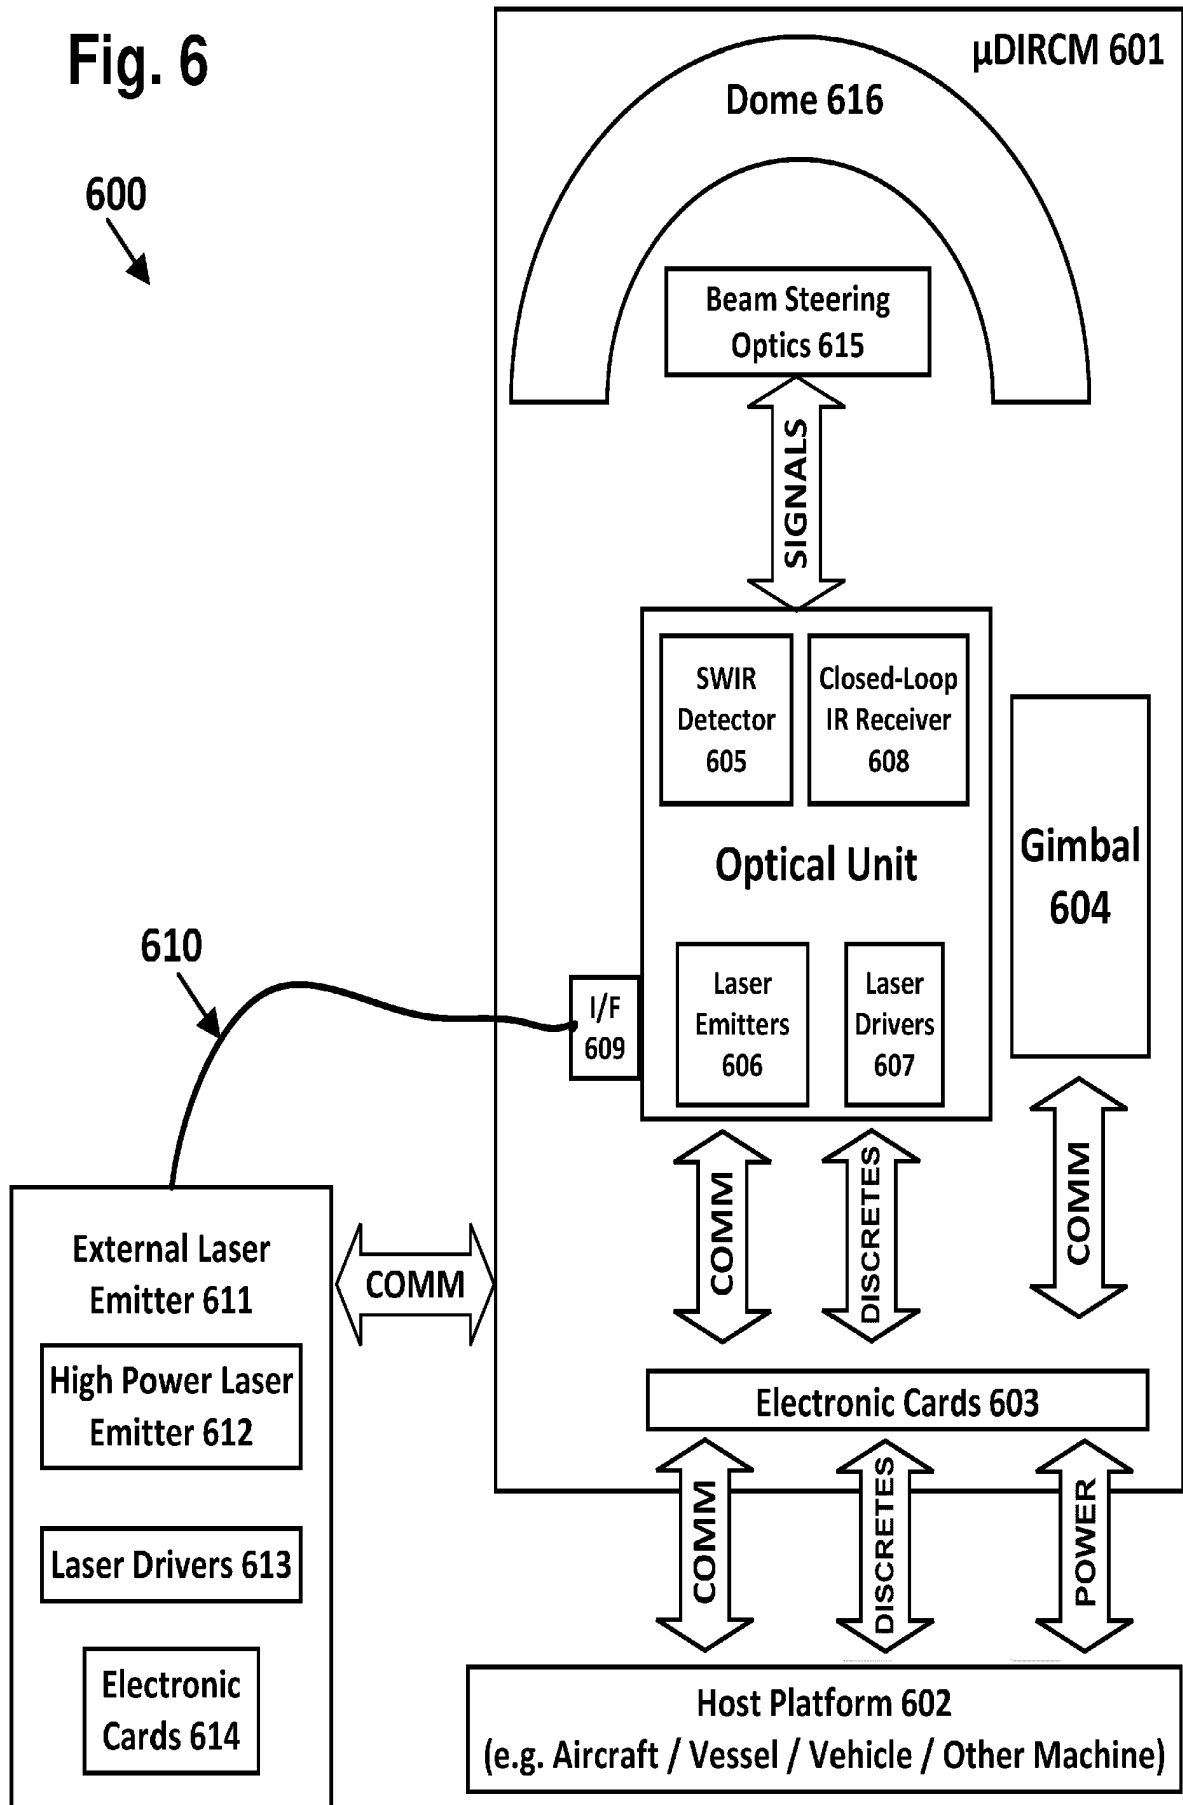 Fig. 6
600
µDIRCM 601
Dome 616
Beam Steering
Optics 615
SIGNALS
SWIR
Detector
605
Closed-Loop
IR Receiver
608
Optical Unit
Gimbal
604
610
I/F
609
Laser
Emitters
606
Laser
Drivers
607
COMM
DISCRETES
COMM
External Laser
Emitter 611
COMM
High Power Laser
Emitter 612
Laser Drivers 613
Electronic
Cards 614
Electronic Cards 603
COMM
DISCRETES
POWER
Host Platform 602
(e.g. Aircraft / Vessel / Vehicle / Other Machine)